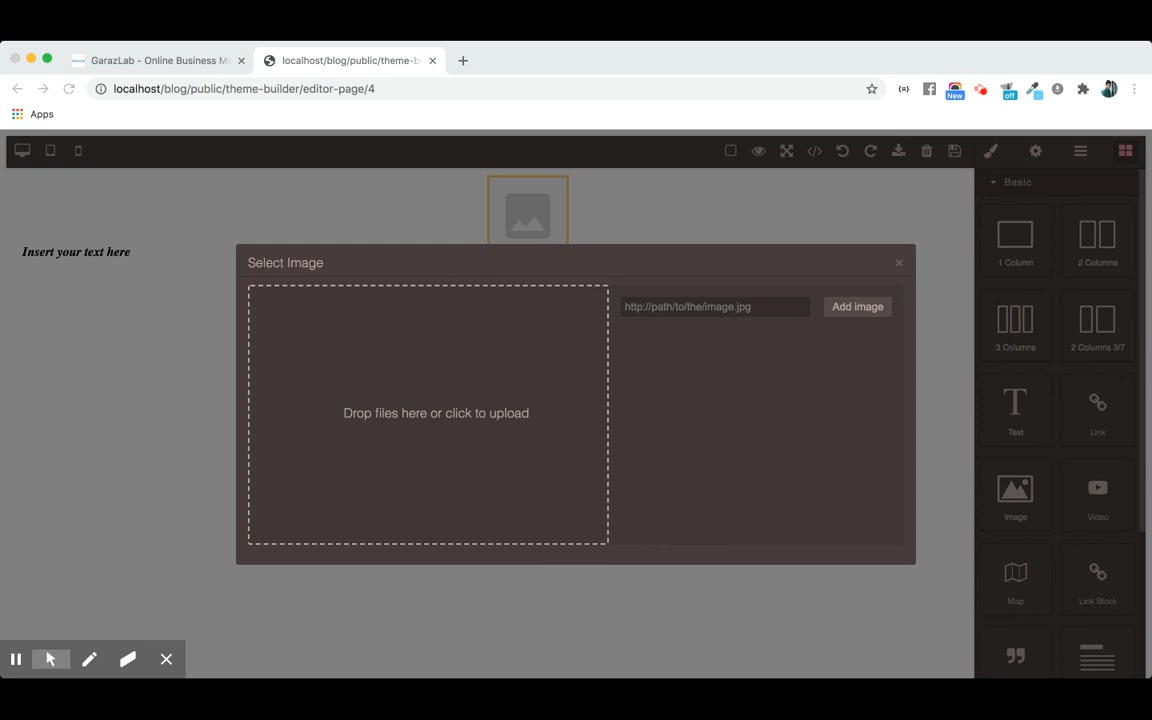 GarazLab - Online Business M
localhost/blog/public/theme-b
localhost/blog/public/theme-builder/editor-page/4
New
off
Apps
Basic
1 Column
2 Columns
Insert your text here
Select Image
×
http://path/to/the/image.jpg
Add image
3 Columns
2 Columns 3/7
Drop files here or click to upload
Text
Link
Image
Video
Map
Link Block